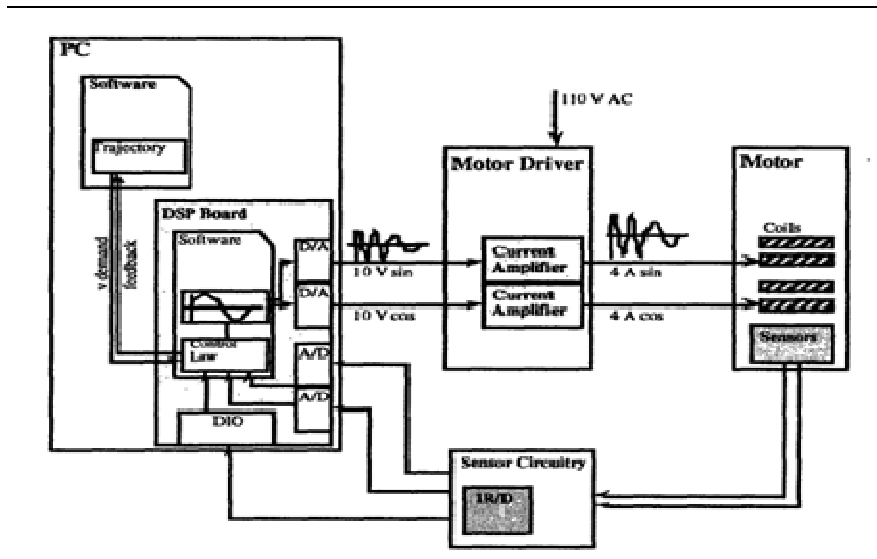 PC
Software
Trajectory
v demand
feedback
DSP Board
Software
Control
Law
D/A
D/A
A/D
A/D
DIO
10 V sin
10 V cos
110 V AC
Motor Driver
Current
Amplifier
Current
Amplifier
4 A sin
4 A cos
Motor
Coils
Sensors
Sensor Circuitry
IR/D